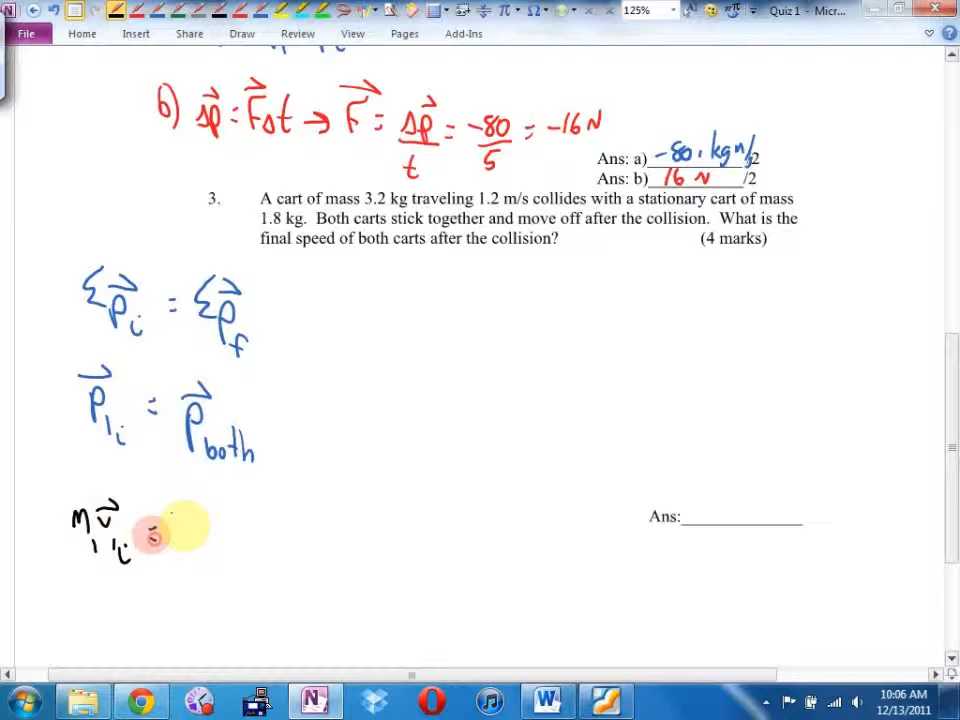 125%
Quiz 1 - Micr...
File Home Insert Share Draw Review View Pages Add-Ins
b) Δp⃗ = F⃗Δt → F⃗ = Δp⃗/t = -80/5 = -16 N
Ans: a) -80. kgm/s /2
Ans: b) 16 N /2
3. A cart of mass 3.2 kg traveling 1.2 m/s collides with a stationary cart of mass
1.8 kg. Both carts stick together and move off after the collision. What is the
final speed of both carts after the collision? (4 marks)
Σp⃗i = Σp⃗f
p⃗1i = p⃗both
m1v⃗1i =
Ans:
10:06 AM
12/13/2011